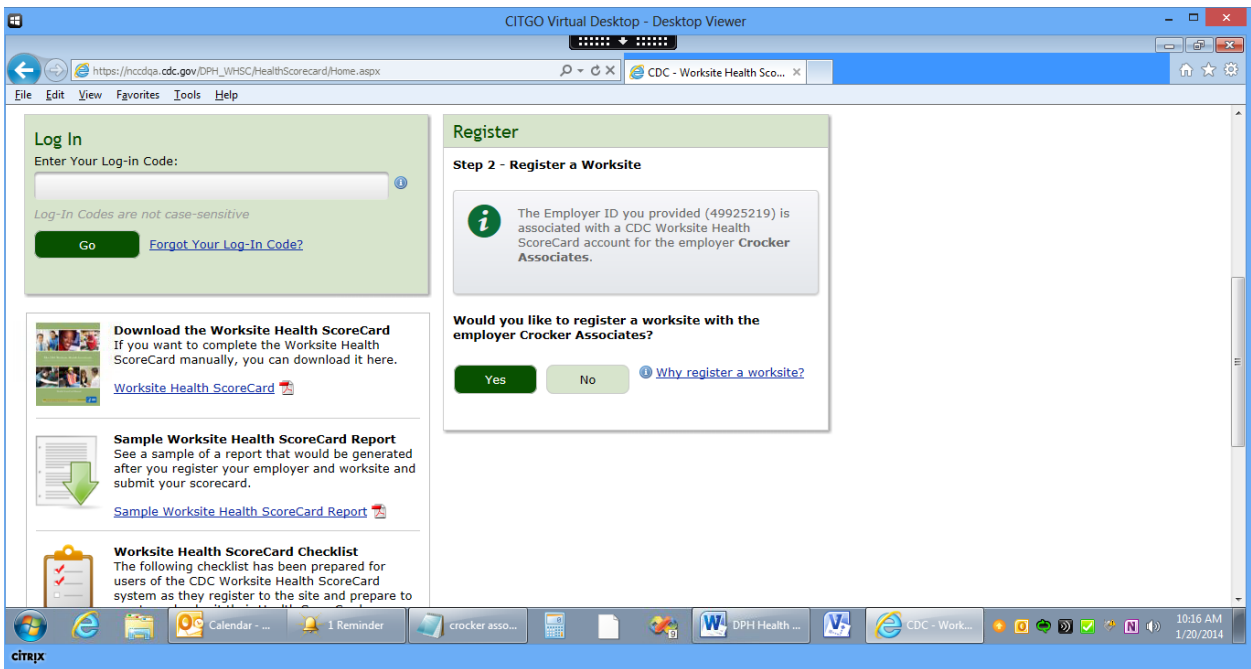 CITGO Virtual Desktop - Desktop Viewer
https://nccdqa.cdc.gov/DPH_WHSC/HealthScorecard/Home.aspx
CDC - Worksite Health Sco...
File Edit View Favorites Tools Help
Log In
Enter Your Log-in Code:
Log-In Codes are not case-sensitive
Go
Forgot Your Log-In Code?
Download the Worksite Health ScoreCard
If you want to complete the Worksite Health
ScoreCard manually, you can download it here.
Worksite Health ScoreCard
Sample Worksite Health ScoreCard Report
See a sample of a report that would be generated
after you register your employer and worksite and
submit your scorecard.
Sample Worksite Health ScoreCard Report
Worksite Health ScoreCard Checklist
The following checklist has been prepared for
users of the CDC Worksite Health ScoreCard
system as they register to the site and prepare to
Register
Step 2 - Register a Worksite
The Employer ID you provided (49925219) is
associated with a CDC Worksite Health
ScoreCard account for the employer Crocker
Associates.
Would you like to register a worksite with the
employer Crocker Associates?
Yes
No
Why register a worksite?
Calendar - ...
1 Reminder
crocker asso...
DPH Health ...
CDC - Work...
10:16 AM
1/20/2014
CITRIX